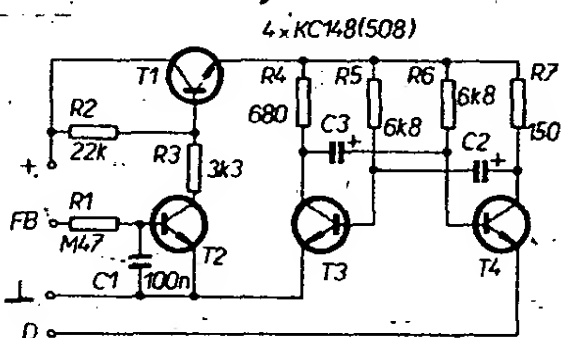 4×KC148(508)
T1
R4
R5
R6
R7
680
6k8
6k8
150
R2
22k
R3
3k3
C3
+
C2
+
+
FB
R1
M47
T2
T3
T4
C1
100n
⊥
D